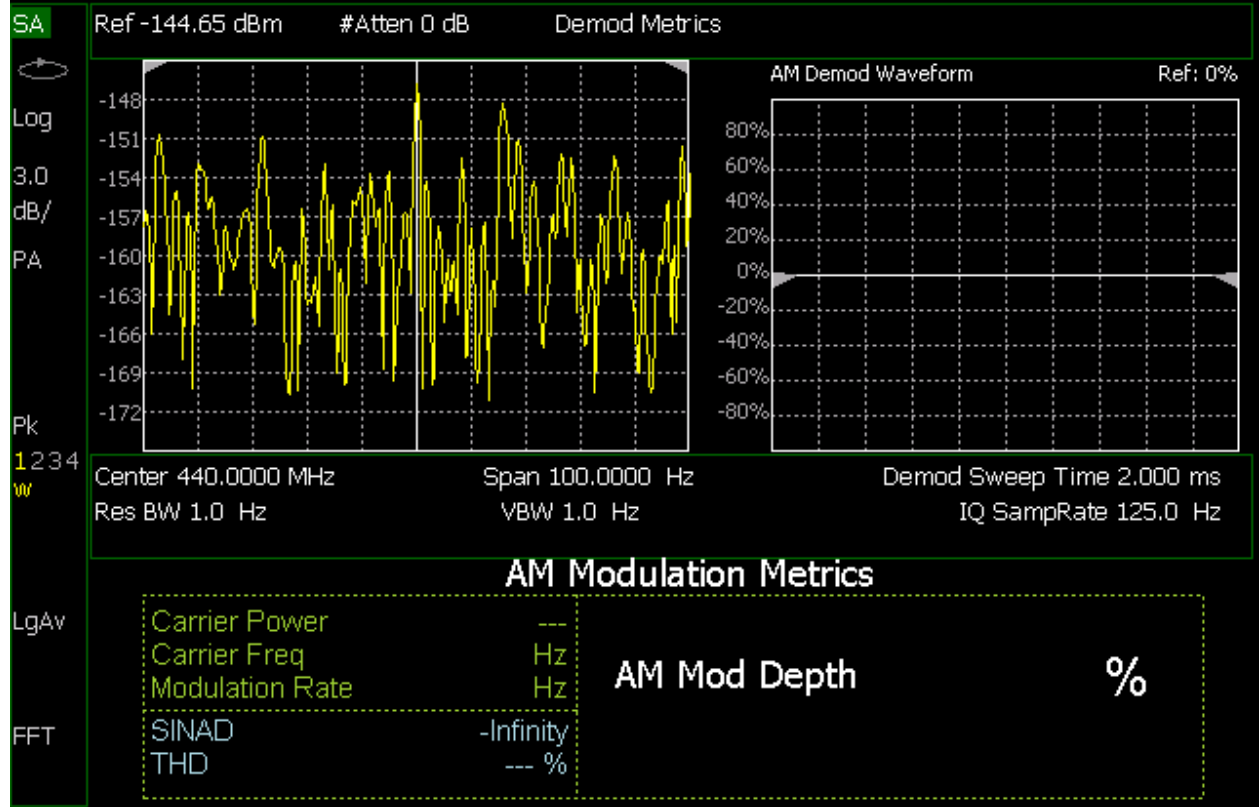 SA
Ref -144.65 dBm #Atten 0 dB Demod Metrics
AM Demod Waveform Ref: 0%
Log
3.0
dB/
PA
Pk
1234
W
LgAv
FFT
-148
-151
-154
-157
-160
-163
-166
-169
-172
80%
60%
40%
20%
0%
-20%
-40%
-60%
-80%
Center 440.0000 MHz Span 100.0000 Hz Demod Sweep Time 2.000 ms
Res BW 1.0 Hz VBW 1.0 Hz IQ SampRate 125.0 Hz
AM Modulation Metrics
Carrier Power ---
Carrier Freq Hz
Modulation Rate Hz
SINAD -Infinity
THD --- %
AM Mod Depth %